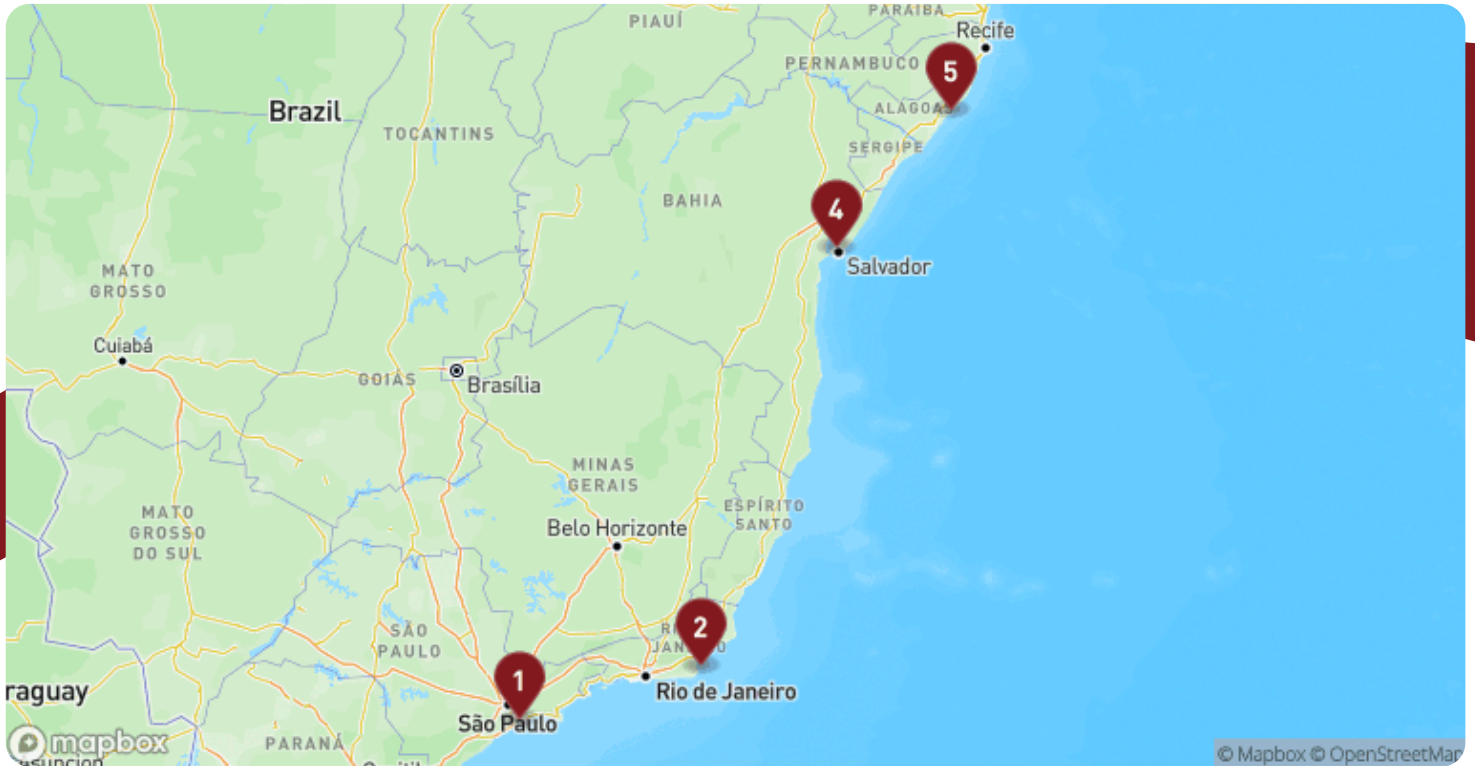 PARAÍBA
PIAUÍ
Recife
PERNAMBUCO
5
Brazil
ALAGOAS
TOCANTINS
SERGIPE
BAHIA
4
Salvador
MATO
GROSSO
Cuiabá
GOIÁS
Brasília
MINAS
GERAIS
ESPÍRITO
SANTO
MATO
GROSSO
DO SUL
Belo Horizonte
2
SÃO
PAULO
1
raguay
Rio de Janeiro
São Paulo
mapbox
PARANÁ
© Mapbox © OpenStreetMap